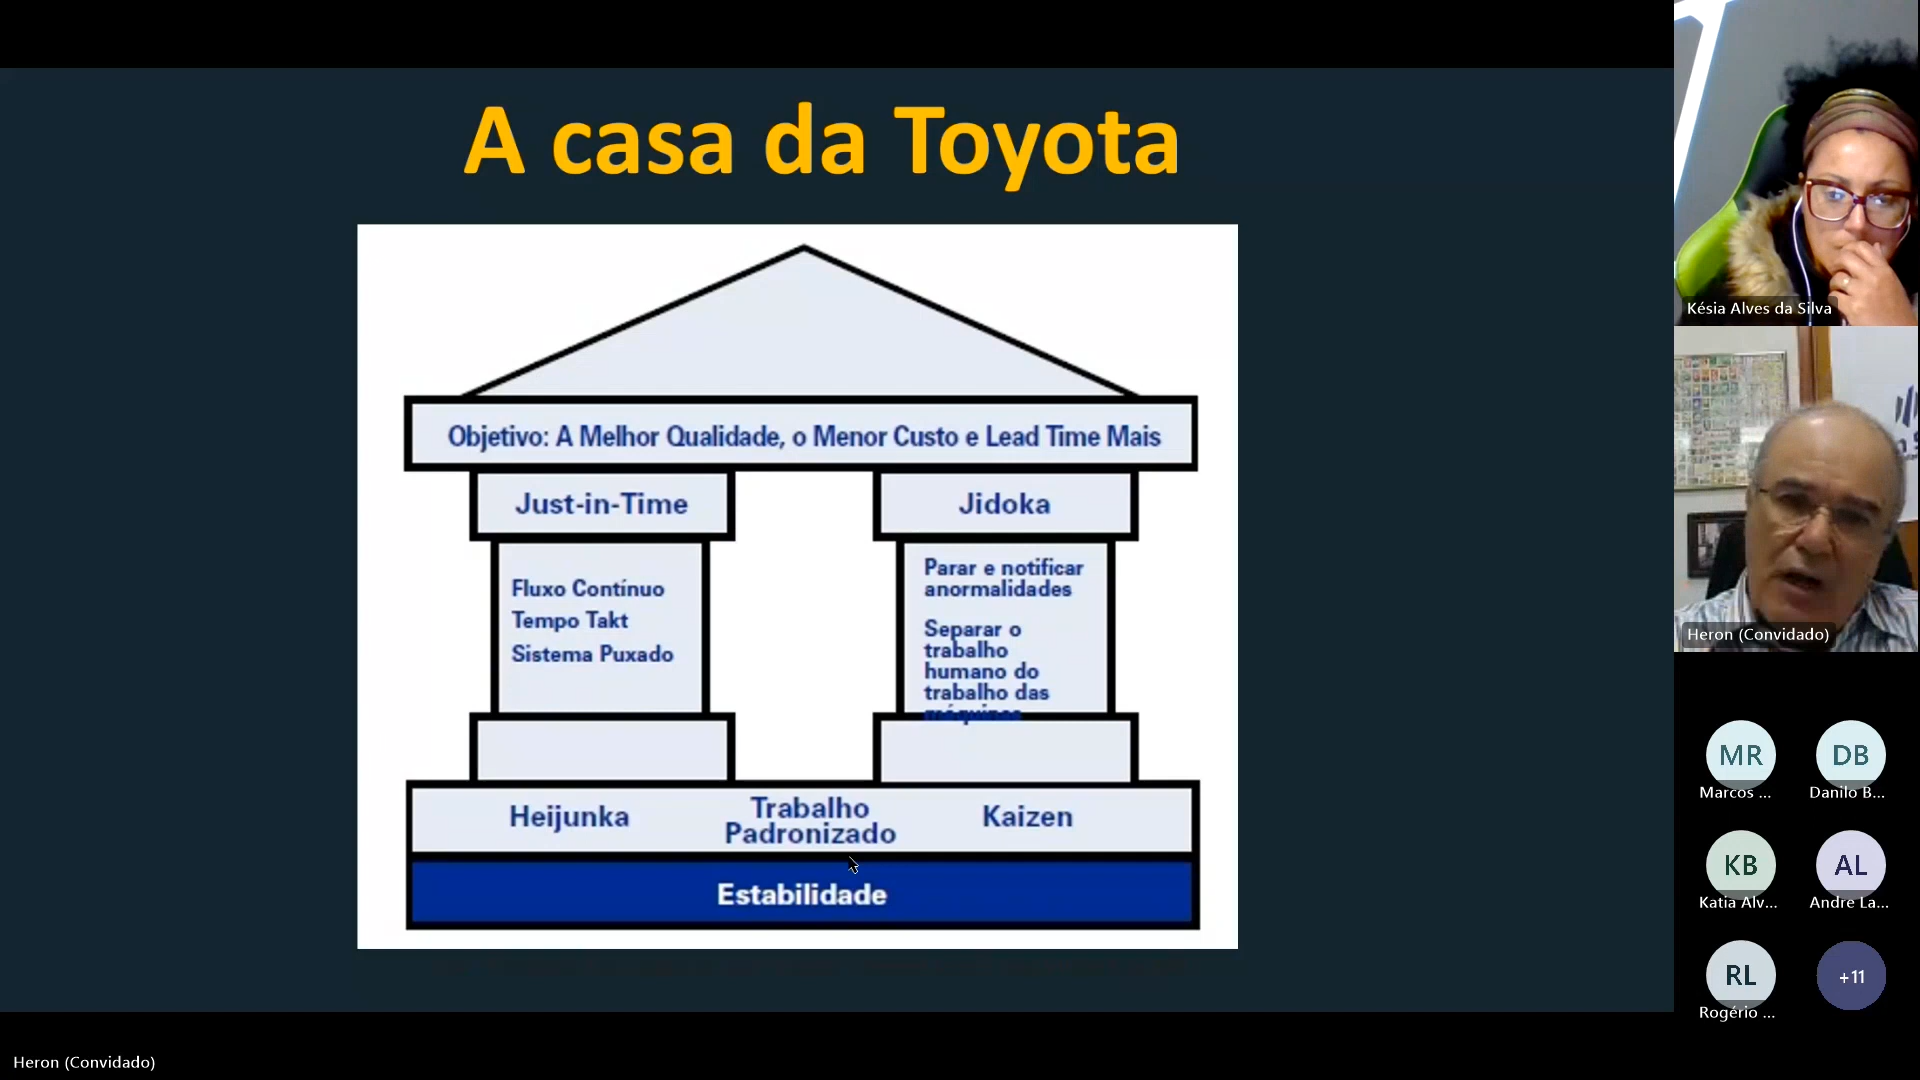 A casa da Toyota
Objetivo: A Melhor Qualidade, o Menor Custo e Lead Time Mais
Just-in-Time
Fluxo Contínuo
Tempo Takt
Sistema Puxado
Jidoka
Parar e notificar
anormalidades
Separar o
trabalho
humano do
trabalho das
máquinas
Heijunka
Trabalho
Padronizado
Kaizen
Estabilidade
Késia Alves da Silva
Heron (Convidado)
MR
Marcos ...
DB
Danilo B...
KB
Katia Alv...
AL
Andre La...
RL
Rogério ...
+11
Heron (Convidado)